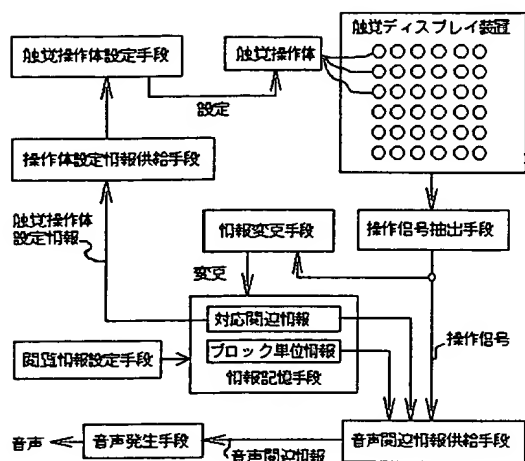 触覚操作体設定手段
触覚操作体
触覚ディスプレイ装置
設定
操作体設定情報供給手段
触覚操作体
設定情報
情報変更手段
操作信号抽出手段
変更
対応関連情報
ブロック単位情報
情報記憶手段
閲覧情報設定手段
操作信号
音声
音声発生手段
音声関連情報
音声関連情報供給手段